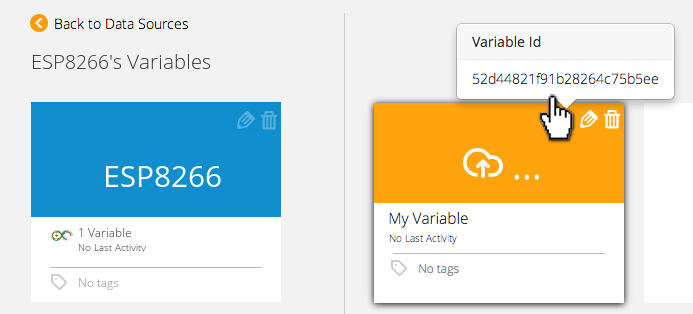 Back to Data Sources
ESP8266's Variables
ESP8266
1 Variable
No Last Activity
No tags
Variable Id
52d44821f91b28264c75b5ee
...
My Variable
No Last Activity
No tags